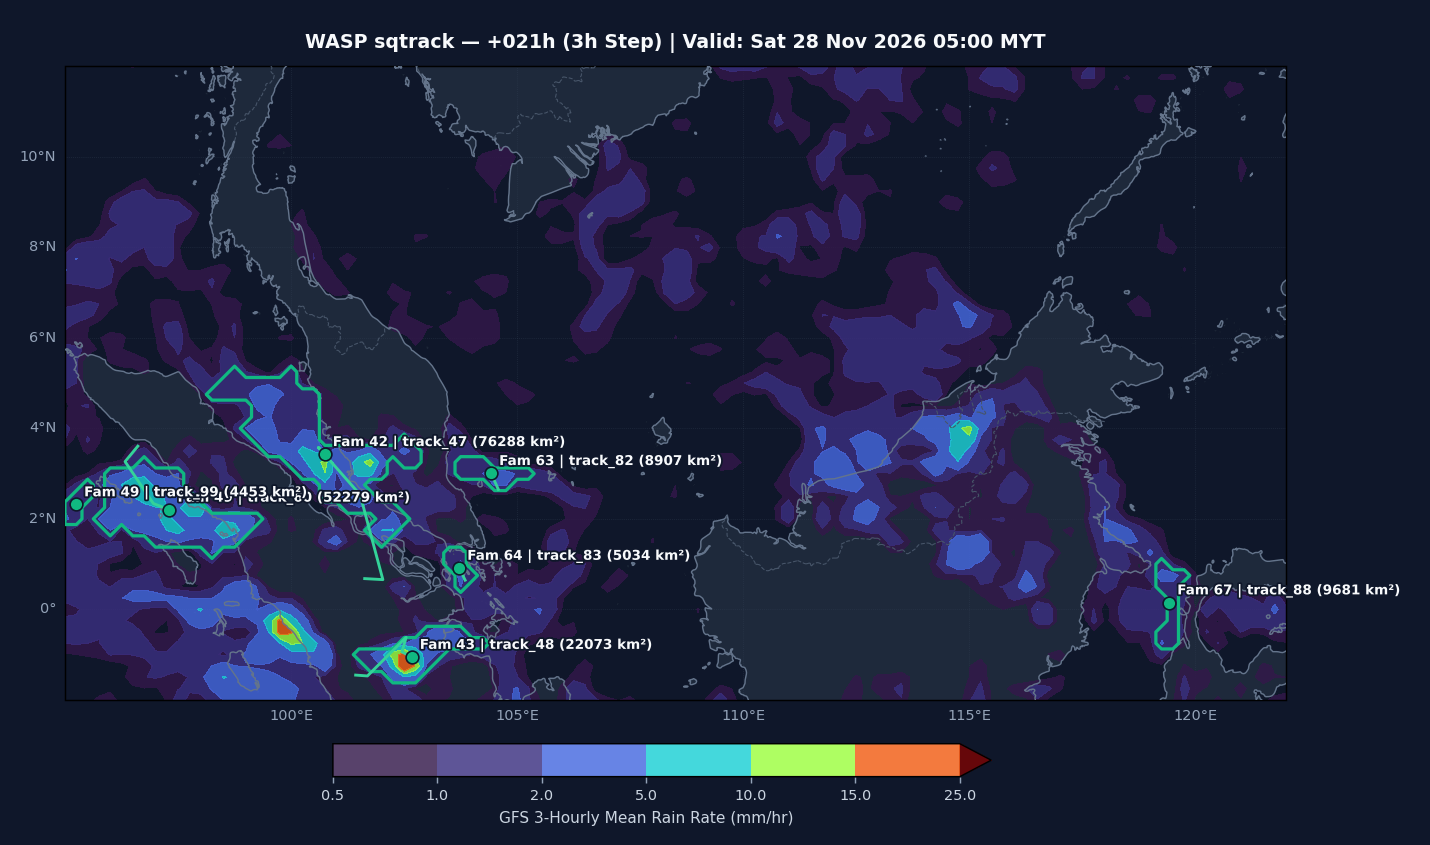 WASP sqtrack — +021h (3h Step) | Valid: Sat 28 Nov 2026 05:00 MYT
10°N
8°N
6°N
4°N
2°N
0°
Fam 42 | track_47 (76288 km²)
Fam 63 | track_82 (8907 km²)
Fam 49 | track_99 (4453 km²)
(52279 km²)
Fam 64 | track_83 (5034 km²)
Fam 67 | track_88 (9681 km²)
Fam 43 | track_48 (22073 km²)
100°E 105°E 110°E 115°E 120°E
0.5 1.0 2.0 5.0 10.0 15.0 25.0
GFS 3-Hourly Mean Rain Rate (mm/hr)